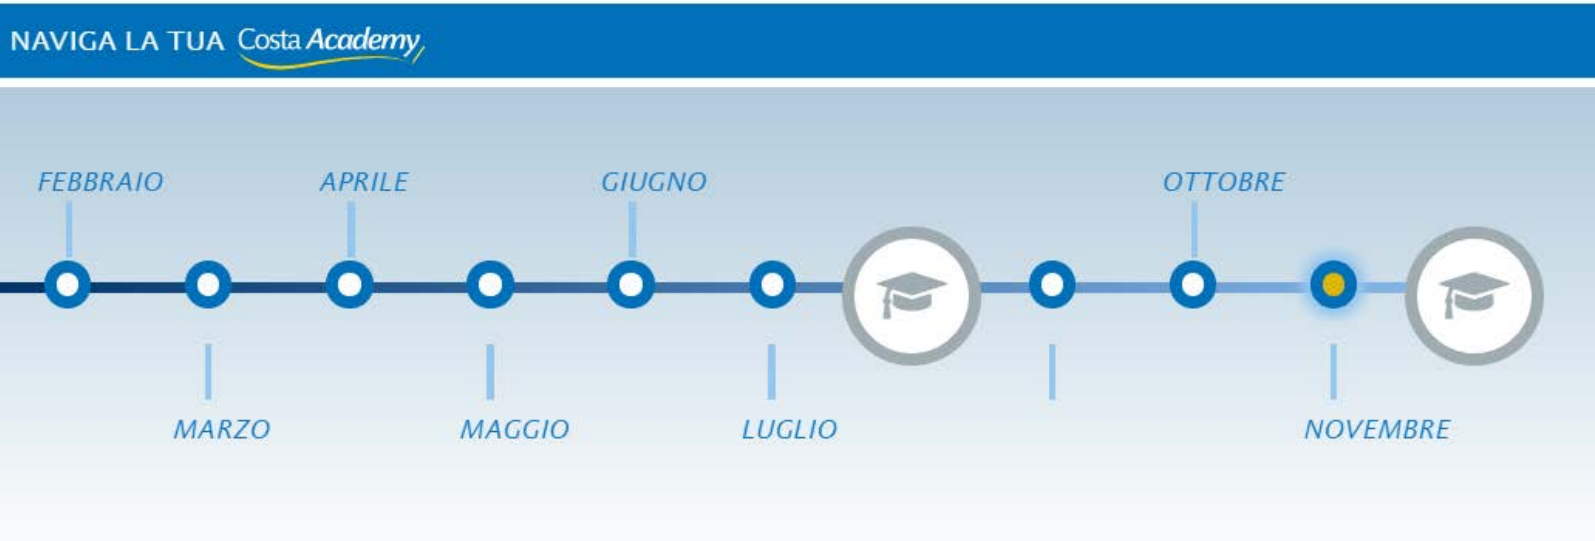 NAVIGA LA TUA Costa Academy
FEBBRAIO APRILE GIUGNO OTTOBRE
MARZO MAGGIO LUGLIO NOVEMBRE